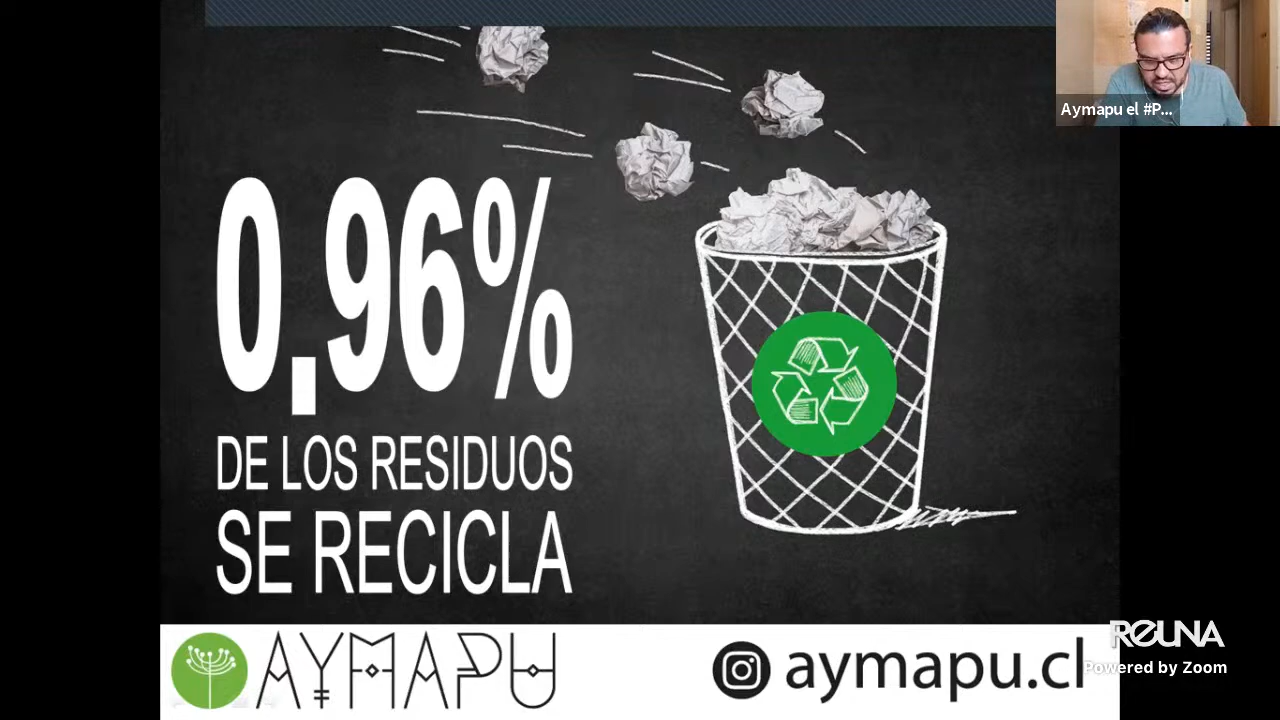 Aymapu el #P...
0,96%
DE LOS RESIDUOS
SE RECICLA
AYMAPU
aymapu.cl
REUNA
Powered by Zoom